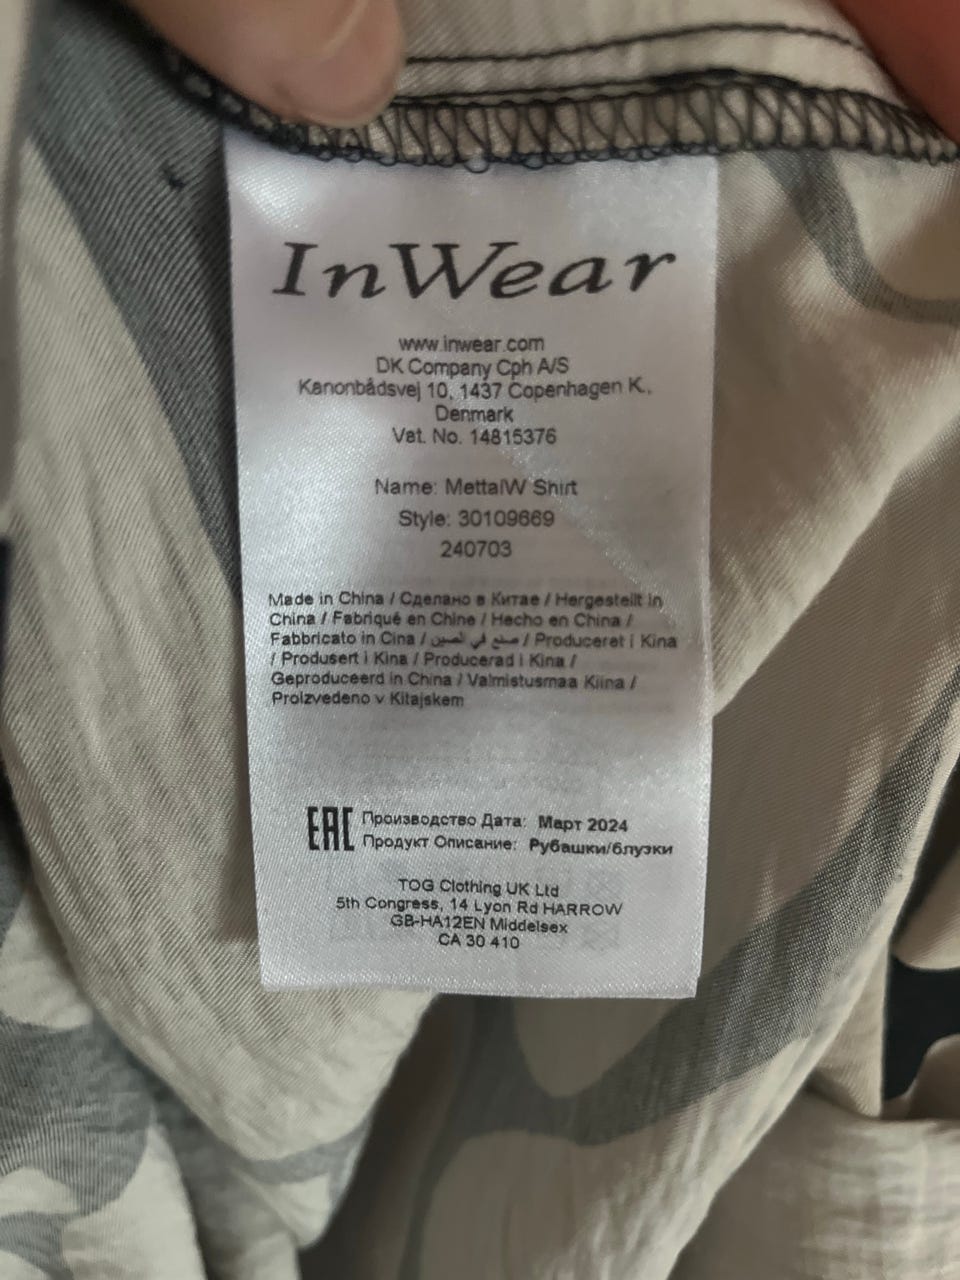 InWear
www.inwear.com
DK Company Cph A/S
Kanonbådsvej 10, 1437 Copenhagen K.,
Denmark
Vat. No. 14815376
Name: MettaIW Shirt
Style: 30109669
240703
Made in China / Сделано в Китае / Hergestellt in
China / Fabriqué en Chine / Hecho en China /
Fabbricato in Cina / صنع في الصين / Produceret i Kina
/ Produsert i Kina / Producerad i Kina /
Geproduceerd in China / Valmistusmaa Kiina /
Proizvedeno v Kitajskem
EAC Производство Дата: Март 2024
Продукт Описание: Рубашки/блузки
TOG Clothing UK Ltd
5th Congress, 14 Lyon Rd HARROW
GB-HA12EN Middelsex
CA 30 410